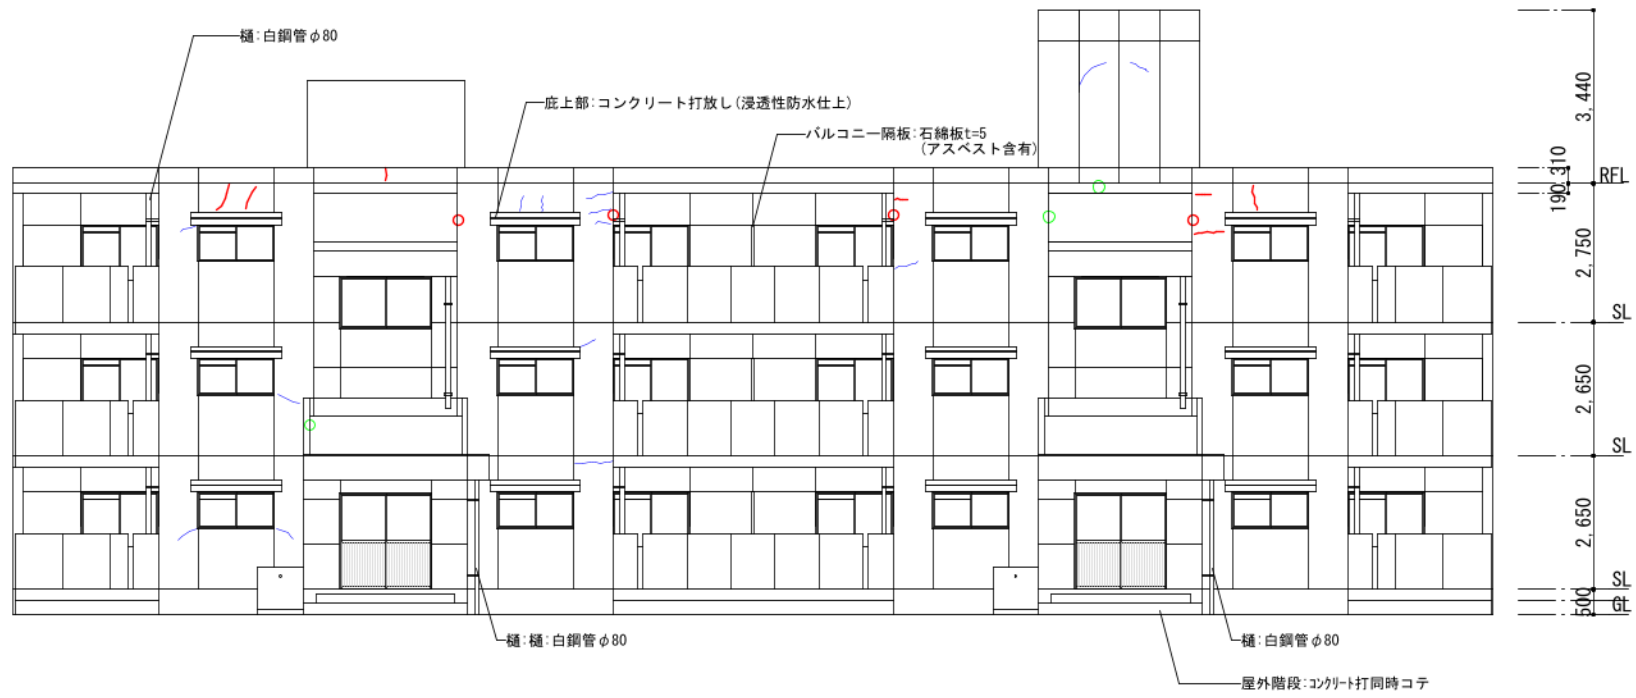 樋:白鋼管φ80
庇上部:コンクリート打放し(浸透性防水仕上)
バルコニー隔板:石綿板t=5
(アスベスト含有)
3,440
310
RFL
190
2,750
SL
2,650
SL
2,650
SL
500
GL
樋:樋:白鋼管φ80
樋:白鋼管φ80
屋外階段:コンクリート打同時コテ